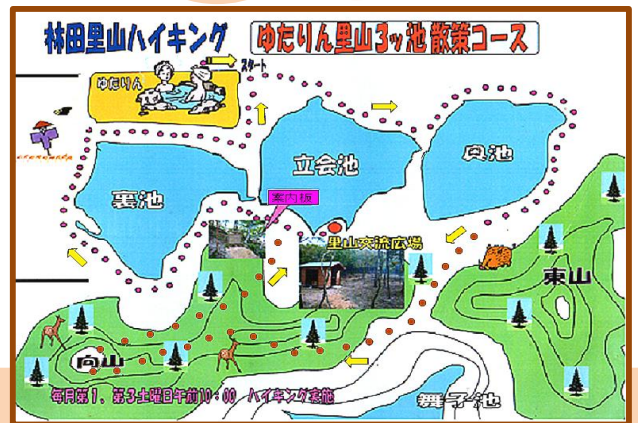 林田里山ハイキング
ゆたりん里山3ッ池散策コース
スタート
ゆたりん
立会池
奥池
裏池
案内板
里山交流広場
東山
向山
舞子池
毎月第1、第3土曜日午前10:00 ハイキング実施